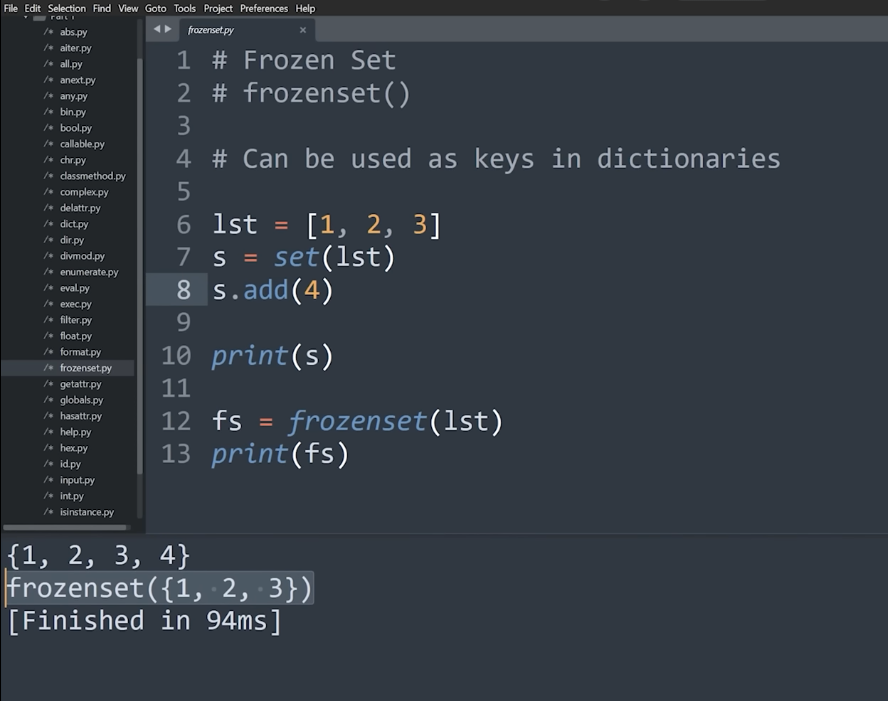 File Edit Selection Find View Goto Tools Project Preferences Help
Part 1
abs.py
aiter.py
all.py
anext.py
any.py
bin.py
bool.py
callable.py
chr.py
classmethod.py
complex.py
delattr.py
dict.py
dir.py
divmod.py
enumerate.py
eval.py
exec.py
filter.py
float.py
format.py
frozenset.py
getattr.py
globals.py
hasattr.py
help.py
hex.py
id.py
input.py
int.py
isinstance.py
frozenset.py
1 # Frozen Set
2 # frozenset()
3
4 # Can be used as keys in dictionaries
5
6 lst = [1, 2, 3]
7 s = set(lst)
8 s.add(4)
9
10 print(s)
11
12 fs = frozenset(lst)
13 print(fs)
{1, 2, 3, 4}
frozenset({1, 2, 3})
[Finished in 94ms]